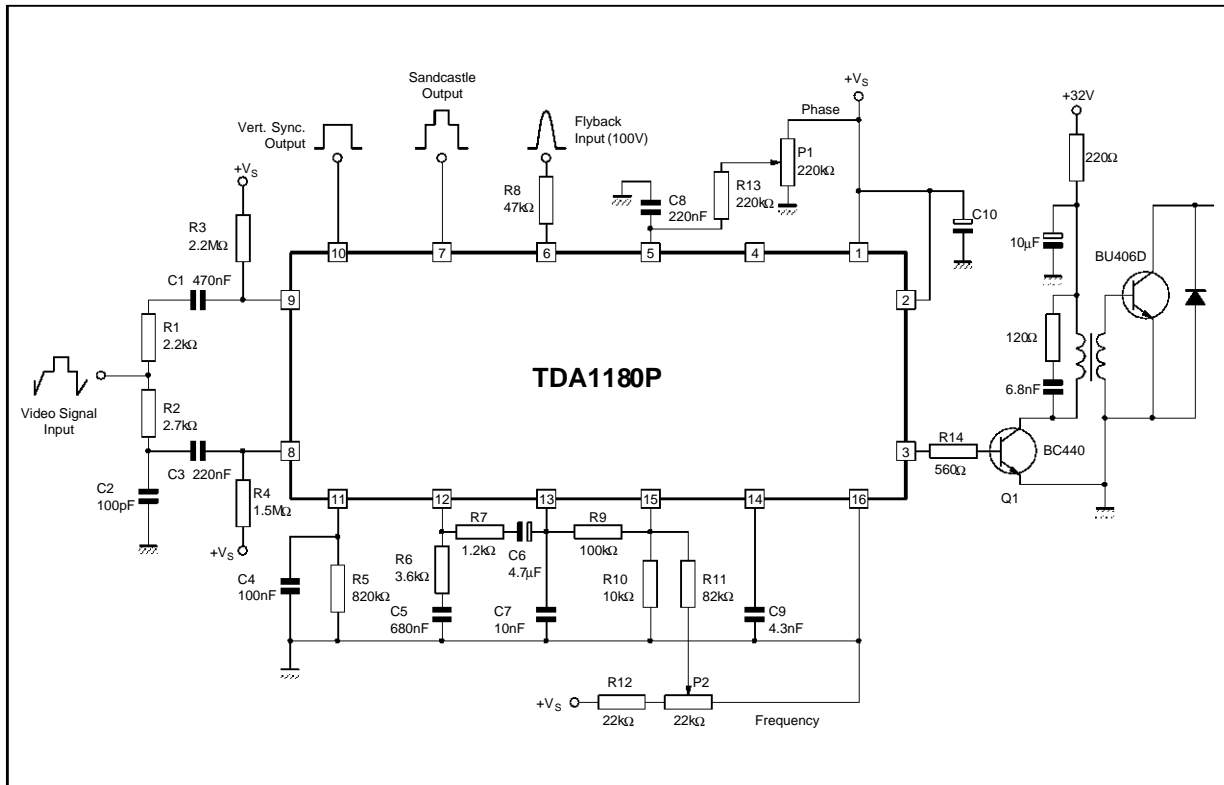 Sandcastle
Output
Vert. Sync.
Output
Flyback
Input (100V)
+VS
Phase
+32V
+VS
R3
2.2MΩ
R8
47kΩ
C8
220nF
R13
220kΩ
P1
220kΩ
C10
220Ω
10µF
BU406D
10
7
6
5
4
1
C1 470nF
9
2
R1
2.2kΩ
TDA1180P
120Ω
6.8nF
Video Signal
Input
R2
2.7kΩ
C3 220nF
8
3
R14
560Ω
BC440
Q1
C2
100pF
R4
1.5MΩ
+VS
11
12
13
15
14
16
R7
1.2kΩ
C6
4.7µF
R9
100kΩ
C4
100nF
R5
820kΩ
R6
3.6kΩ
C5
680nF
C7
10nF
R10
10kΩ
R11
82kΩ
C9
4.3nF
+VS
R12
22kΩ
P2
22kΩ
Frequency